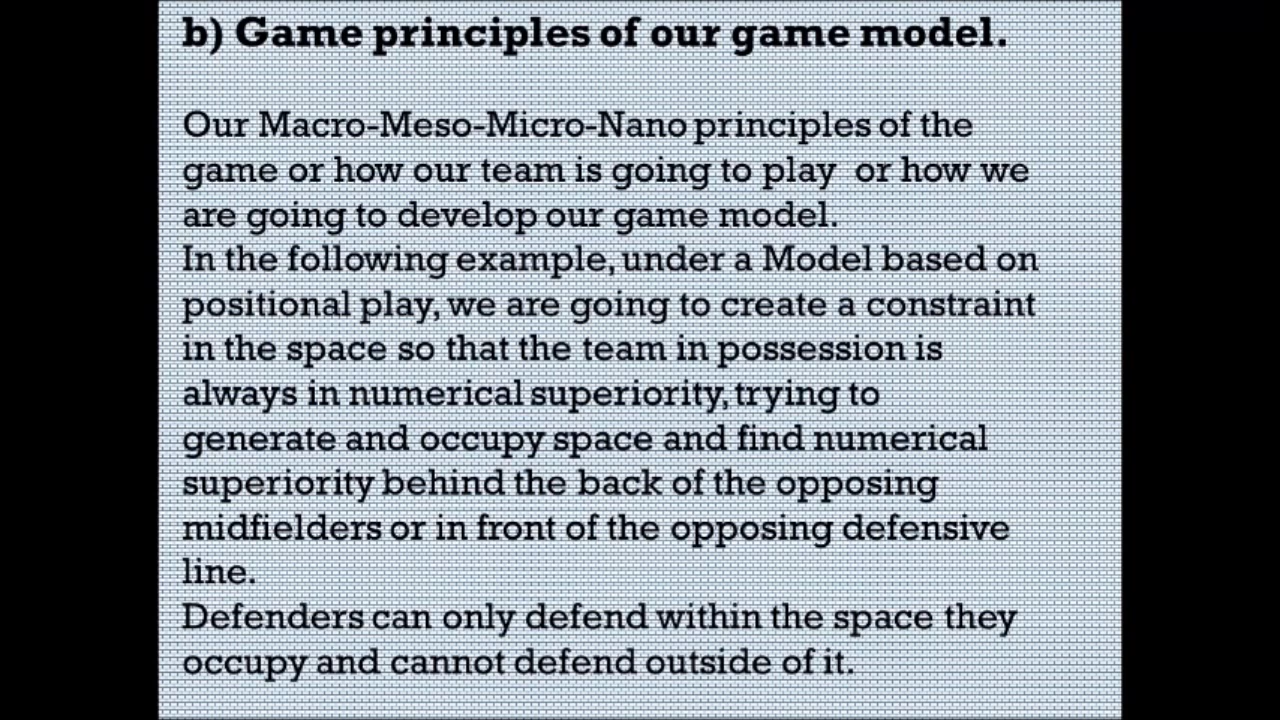 b) Game principles of our game model.
Our Macro-Meso-Micro-Nano principles of the
game or how our team is going to play or how we
are going to develop our game model.
In the following example, under a Model based on
positional play, we are going to create a constraint
in the space so that the team in possession is
always in numerical superiority, trying to
generate and occupy space and find numerical
superiority behind the back of the opposing
midfielders or in front of the opposing defensive
line.
Defenders can only defend within the space they
occupy and cannot defend outside of it.